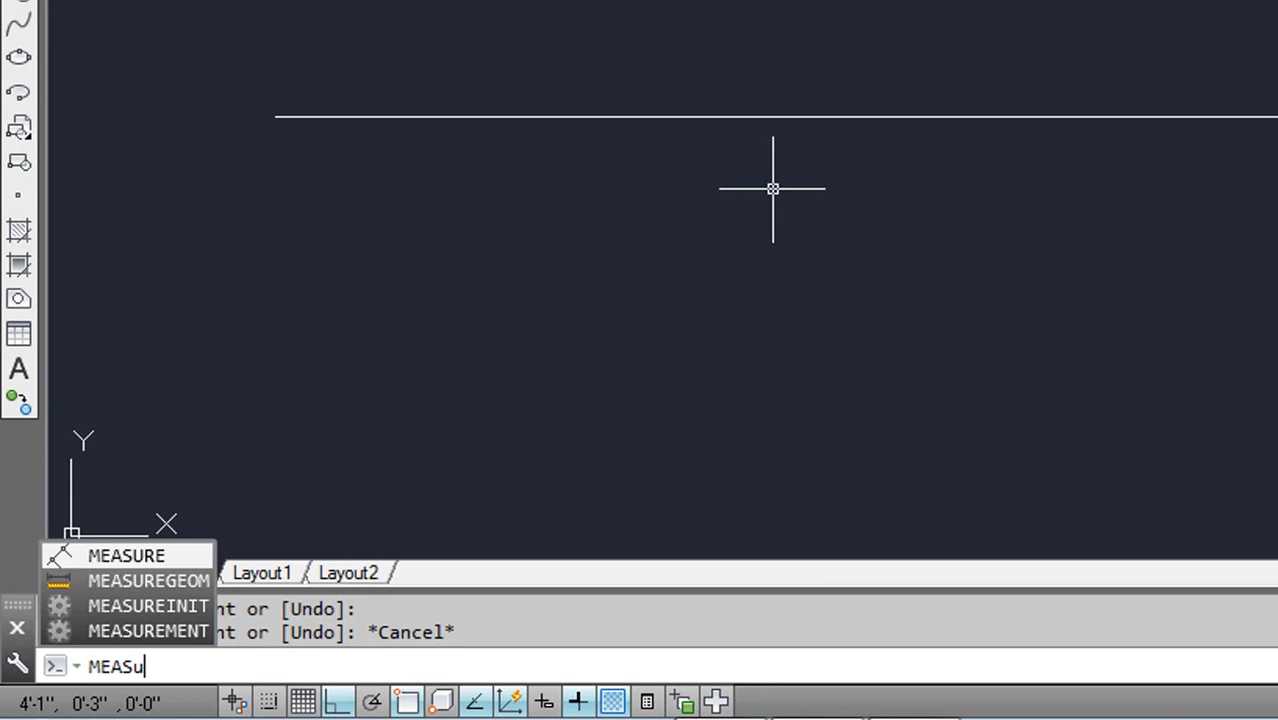 A
Y
X
MEASURE
MEASUREGEOM
MEASUREINIT
MEASUREMENT
Layout1 / Layout2 /
nt or [Undo]:
nt or [Undo]: *Cancel*
MEASu
4'-1", 0'-3" , 0'-0"